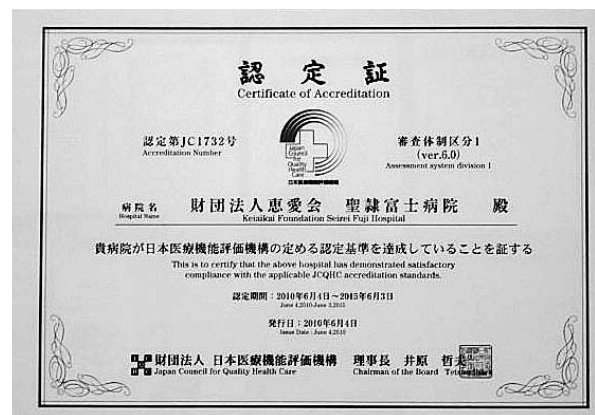 認定証
Certificate of Accreditation
認定第JC1732号
Accreditation Number
Japan
Council
for
Quality
Health
Care
日本医療機能評価機構
審査体制区分1
(ver.6.0)
Assessment system division 1
病院名 財団法人恵愛会 聖隷富士病院 殿
Hospital Name Keiaikai Foundation Seirei Fuji Hospital
貴病院が日本医療機能評価機構の定める認定基準を達成していることを証する
This is to certify that the above hospital has demonstrated satisfactory
compliance with the applicable JCQHC accreditation standards.
認定期間:2010年6月4日~2015年6月3日
June 4,2010-June 3,2015
発行日:2010年6月4日
Issue Date : June 4,2010
財団法人 日本医療機能評価機構 理事長 井原 哲夫
Japan Council for Quality Health Care Chairman of the Board